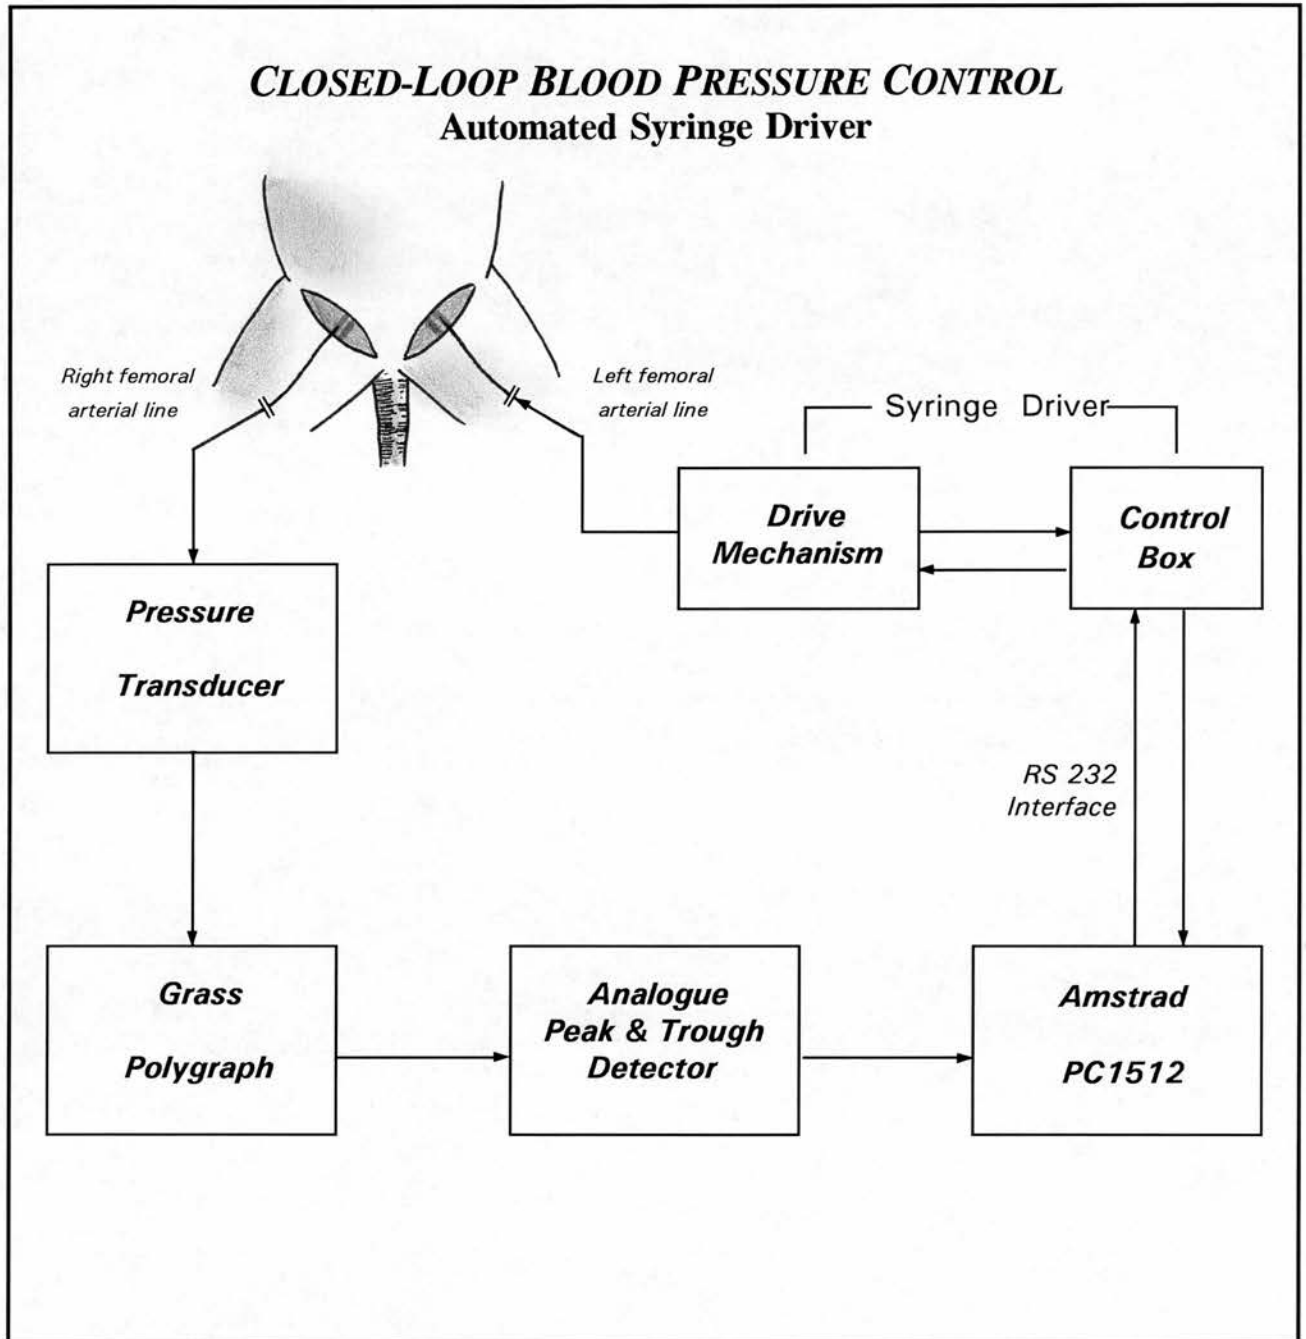 CLOSED-LOOP BLOOD PRESSURE CONTROL
Automated Syringe Driver
Right femoral
arterial line
Left femoral
arterial line
Syringe Driver
Drive
Mechanism
Control
Box
Pressure
Transducer
RS 232
Interface
Grass
Polygraph
Analogue
Peak & Trough
Detector
Amstrad
PC1512